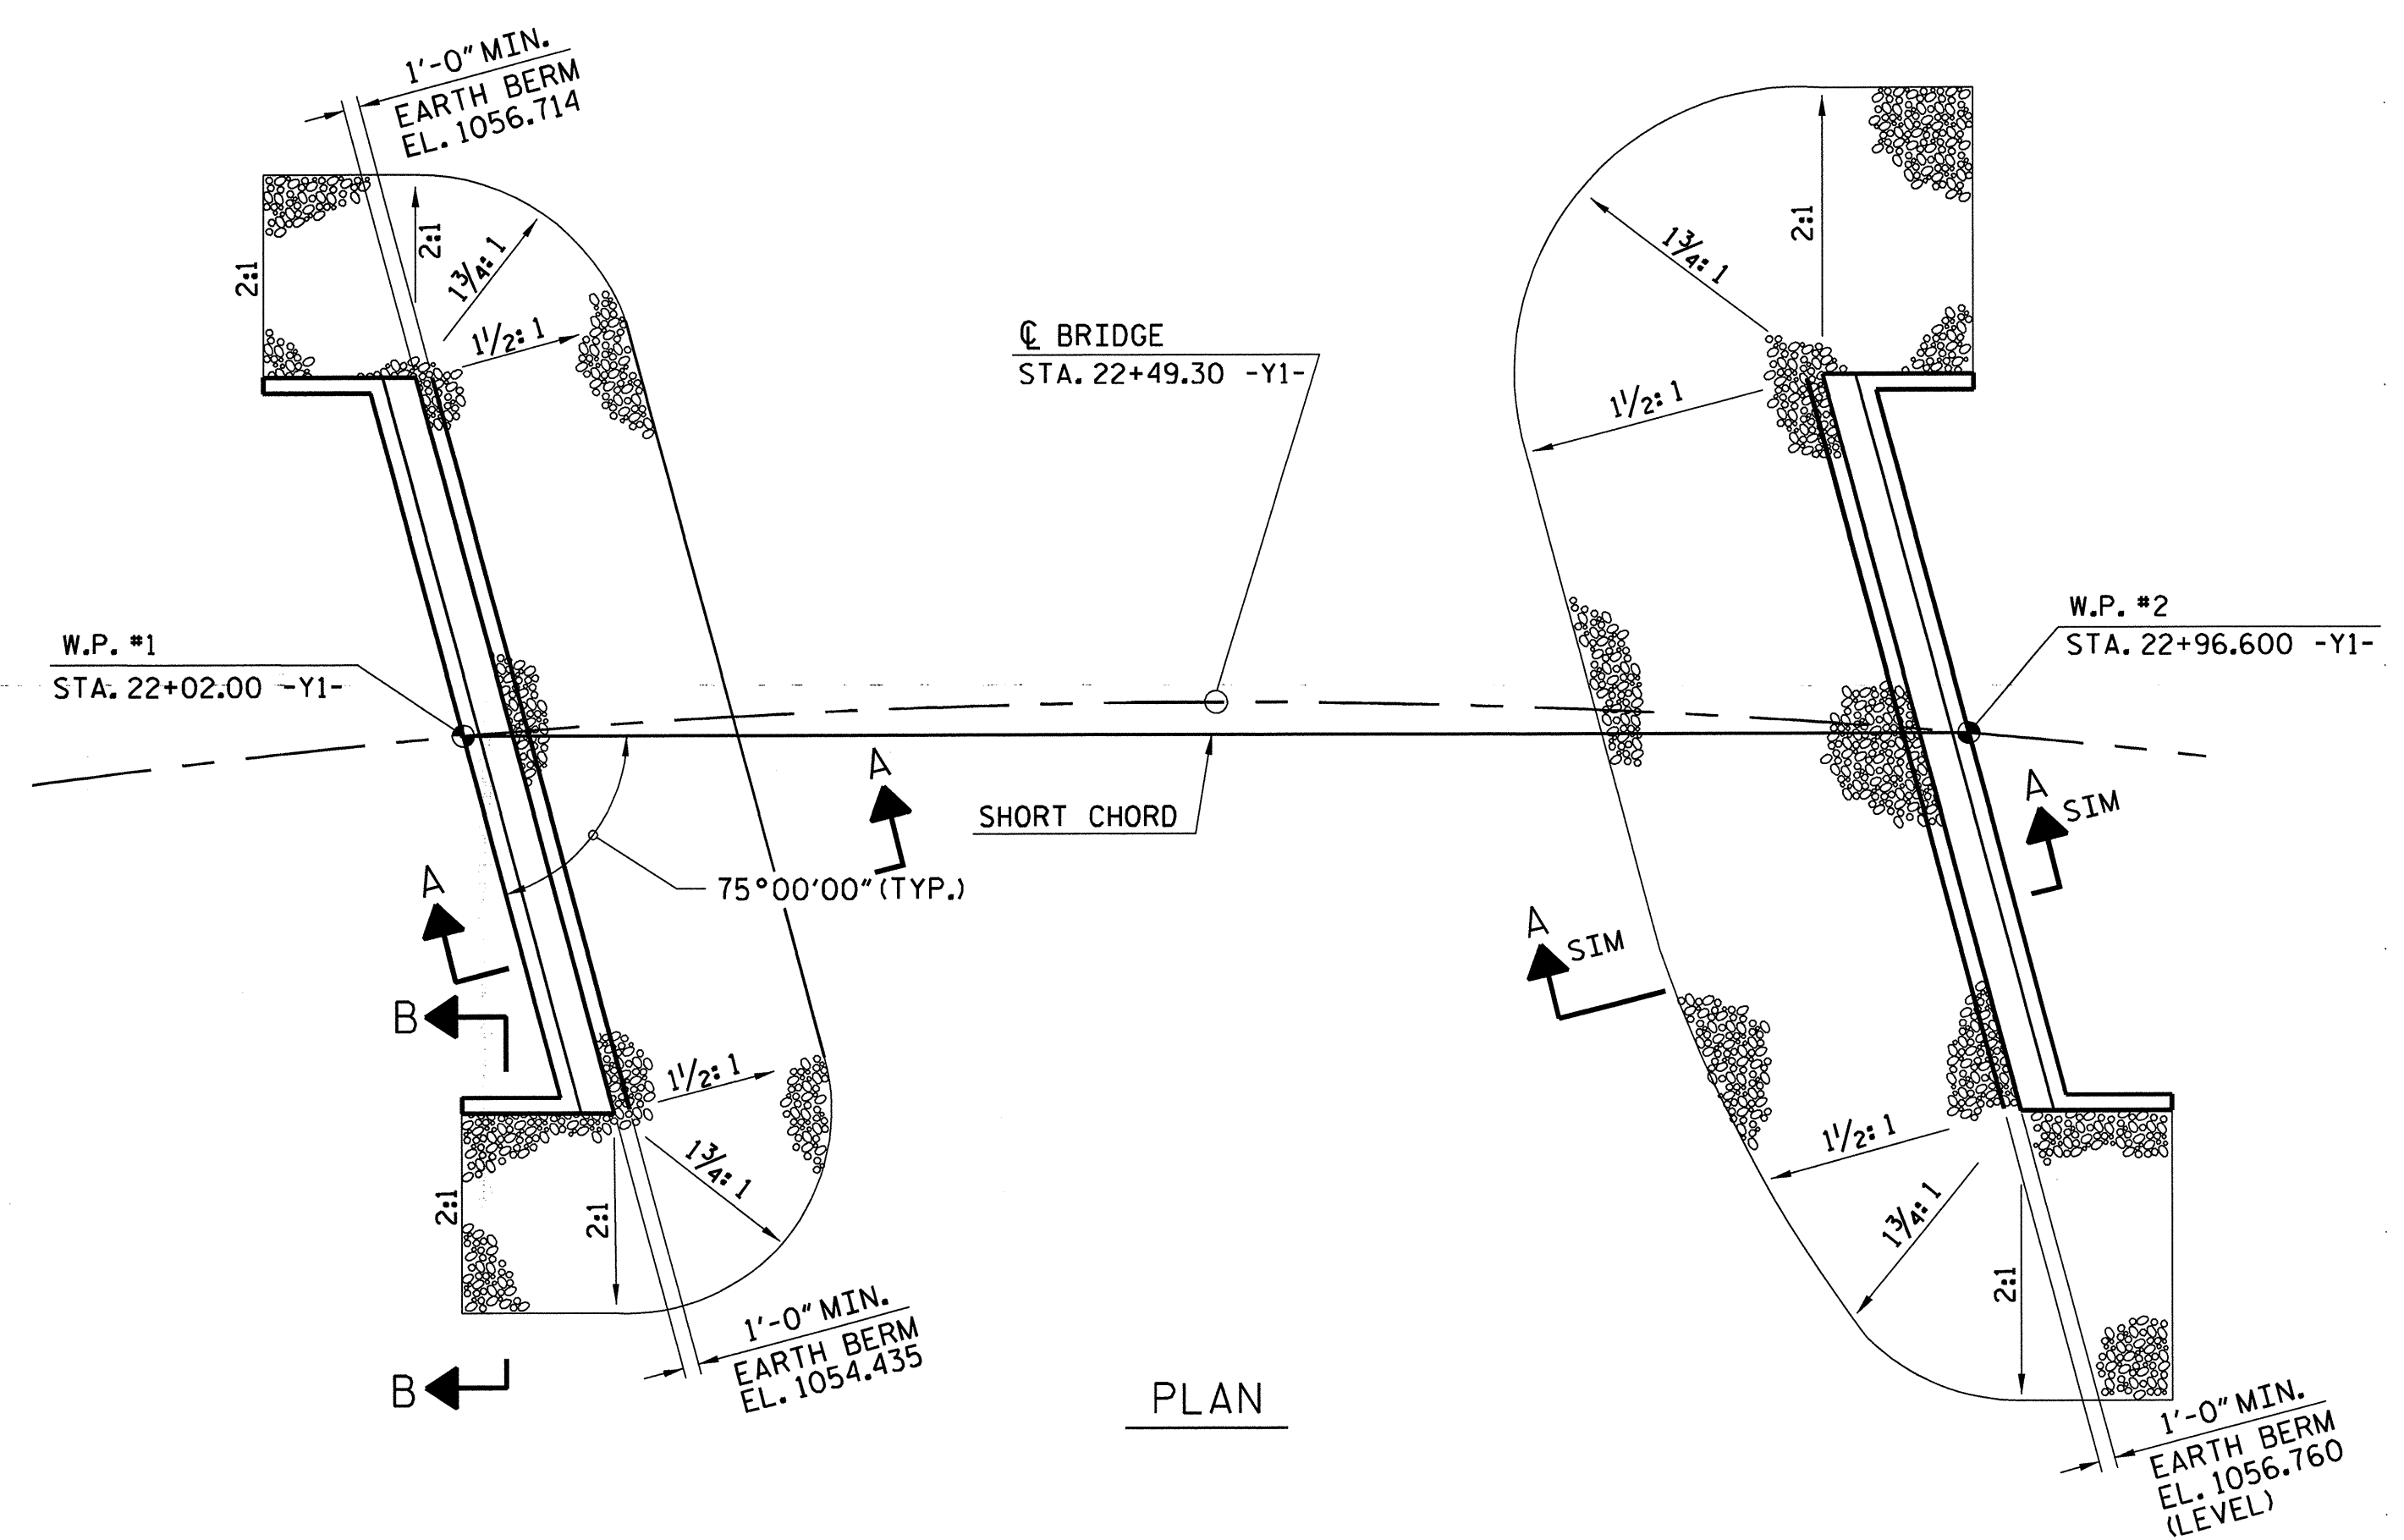 1'-0" MIN.
EARTH BERM
EL. 1056.714
2:1
2:1
1 3/4: 1
1 1/2: 1
℄ BRIDGE
STA. 22+49.30 -Y1-
1 3/4: 1
2:1
1 1/2: 1
W.P. #1
STA. 22+02.00 -Y1-
W.P. #2
STA. 22+96.600 -Y1-
A
SHORT CHORD
A SIM
75°00'00" (TYP.)
A
A SIM
B
1 1/2: 1
1 3/4: 1
2:1
2:1
1 1/2: 1
1 3/4: 1
2:1
1'-0" MIN.
EARTH BERM
EL. 1054.435
B
PLAN
1'-0" MIN.
EARTH BERM
EL. 1056.760
(LEVEL)